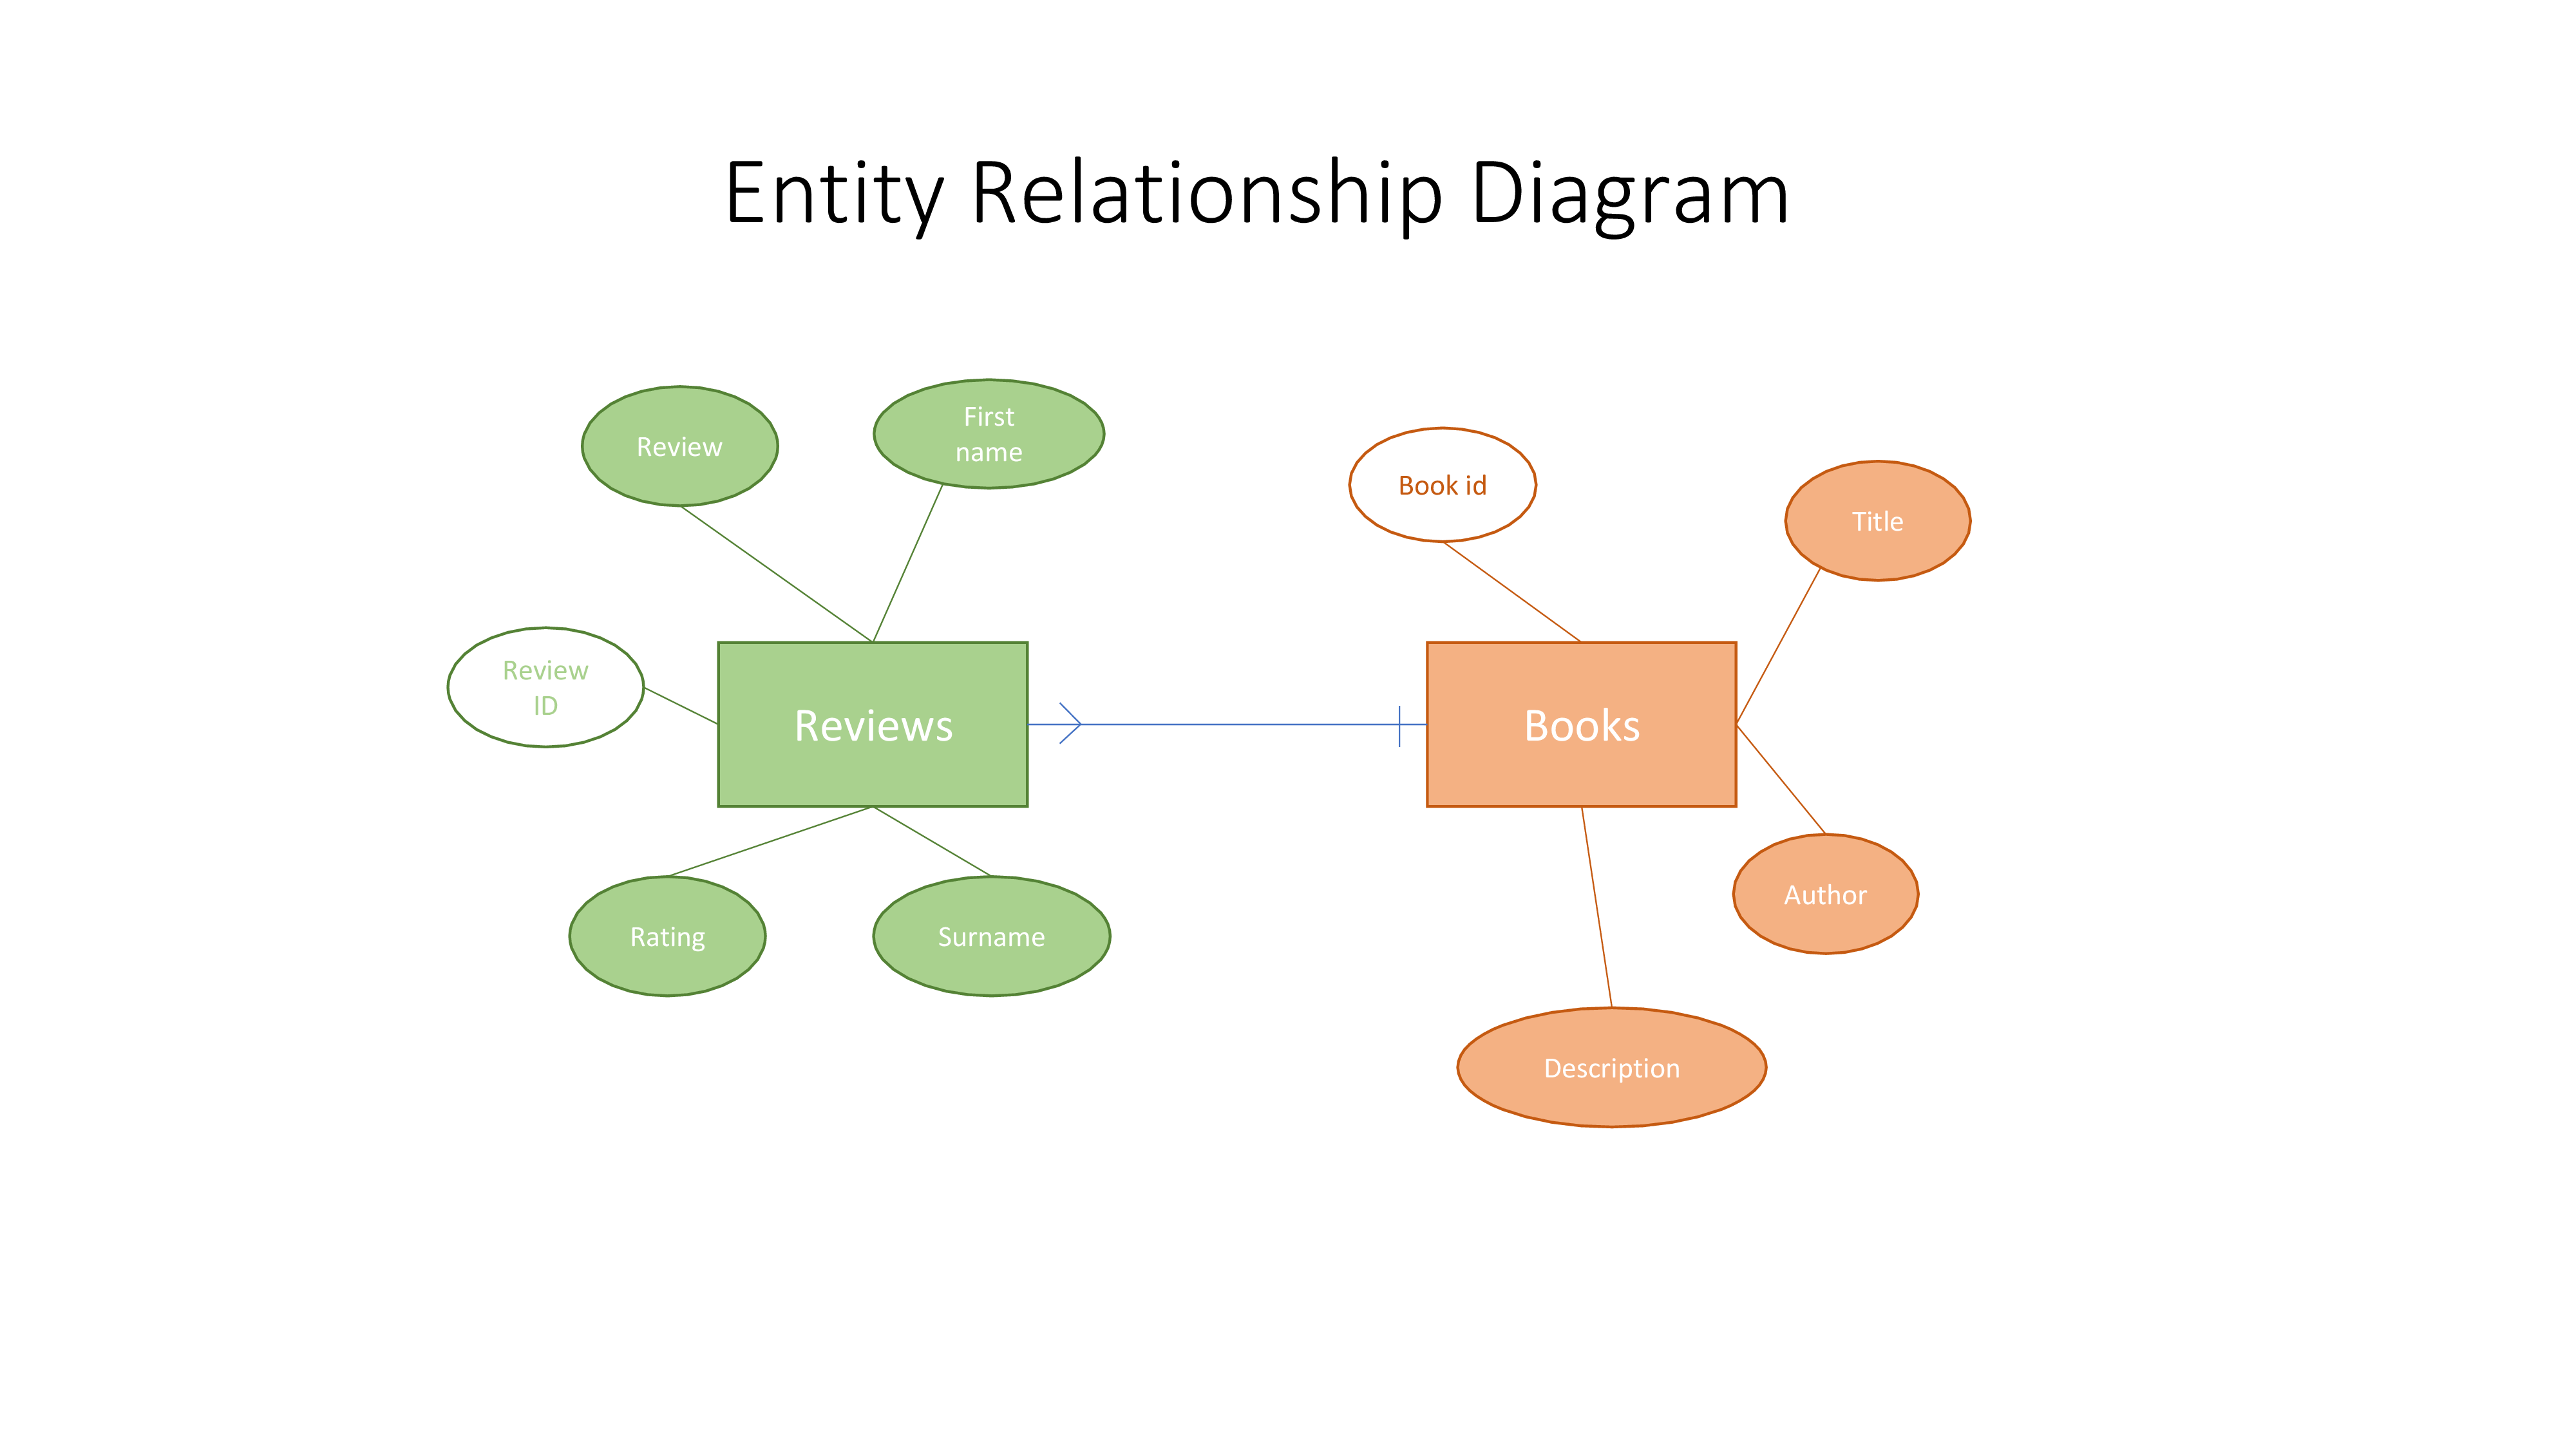 Entity Relationship Diagram
Review
First
name
Book id
Title
Review
ID
Reviews
Books
Author
Rating
Surname
Description